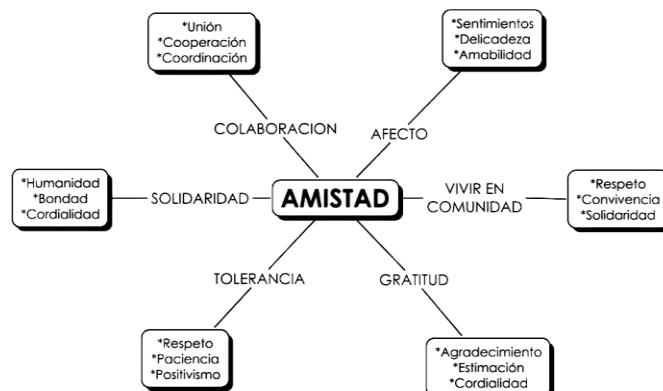 *Unión
*Cooperación
*Coordinación
*Sentimientos
*Delicadeza
*Amabilidad
COLABORACION
AFECTO
*Humanidad
*Bondad
*Cordialidad
SOLIDARIDAD
AMISTAD
VIVIR EN
COMUNIDAD
*Respeto
*Convivencia
*Solidaridad
TOLERANCIA
GRATITUD
*Respeto
*Paciencia
*Positivismo
*Agradecimiento
*Estimación
*Cordialidad